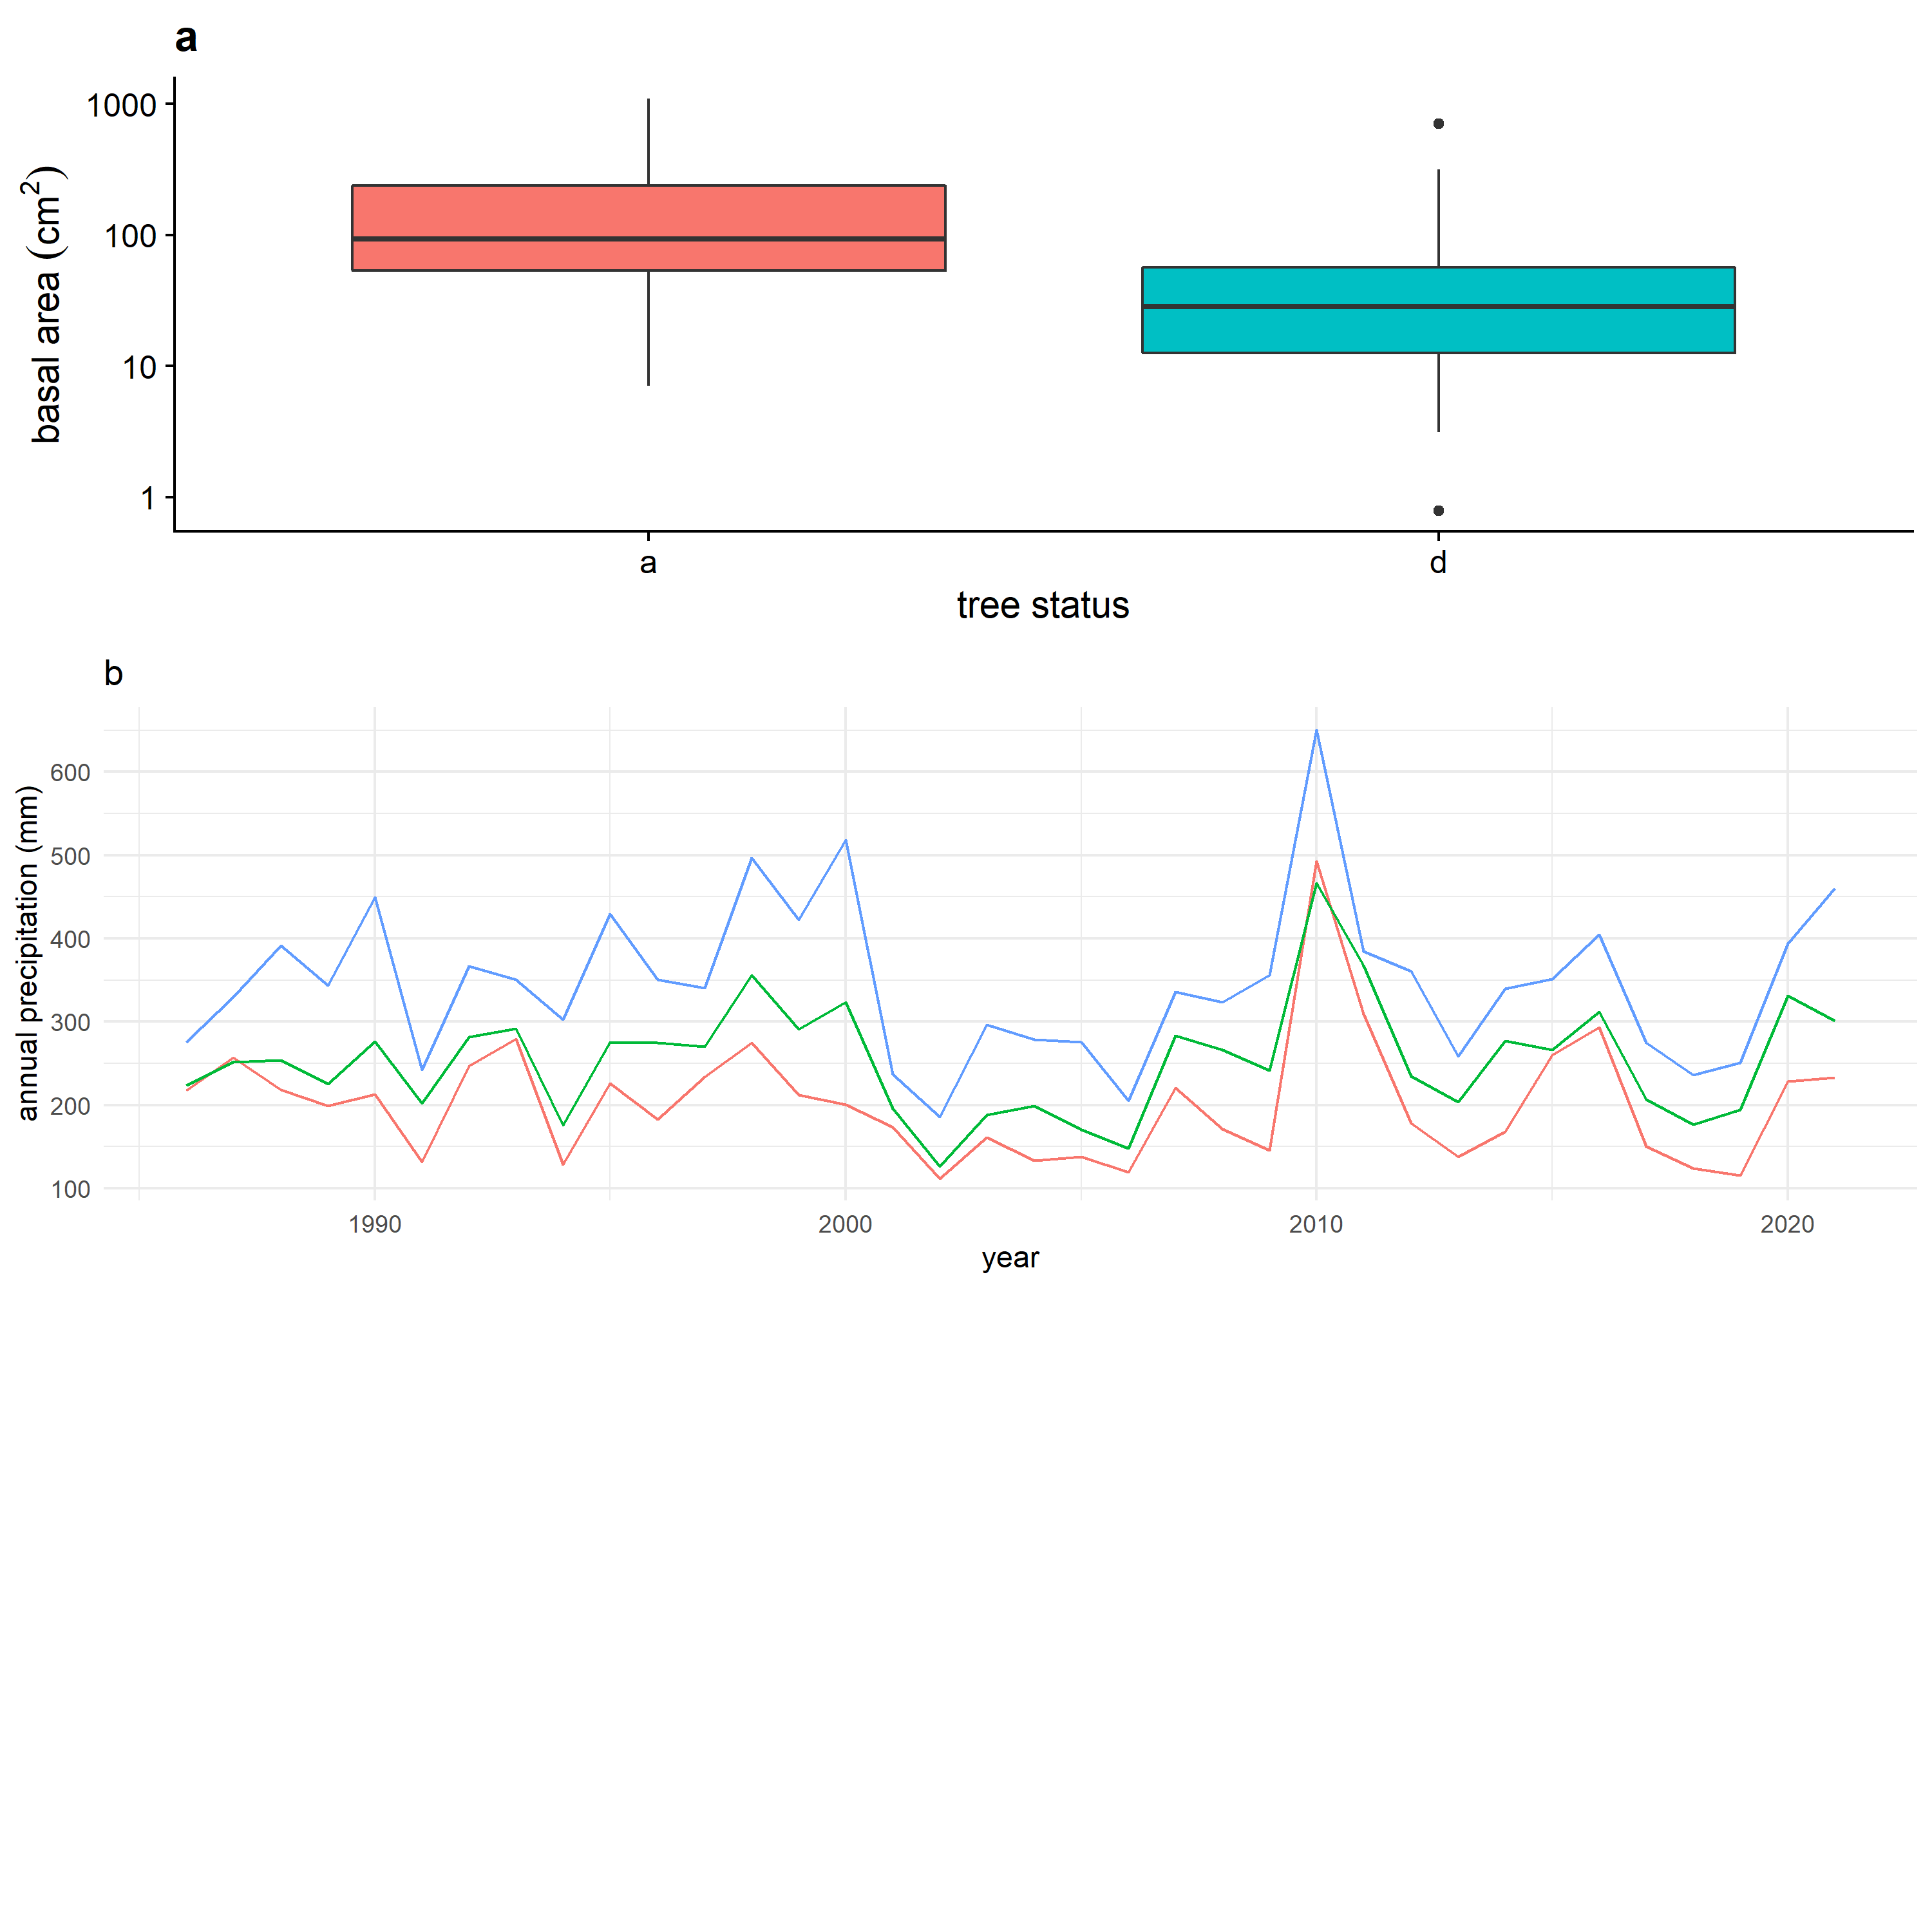 a
1000
100
10
1
basal area (cm²)
a d
tree status
b
600
500
400
300
200
100
annual precipitation (mm)
1990 2000 2010 2020
year